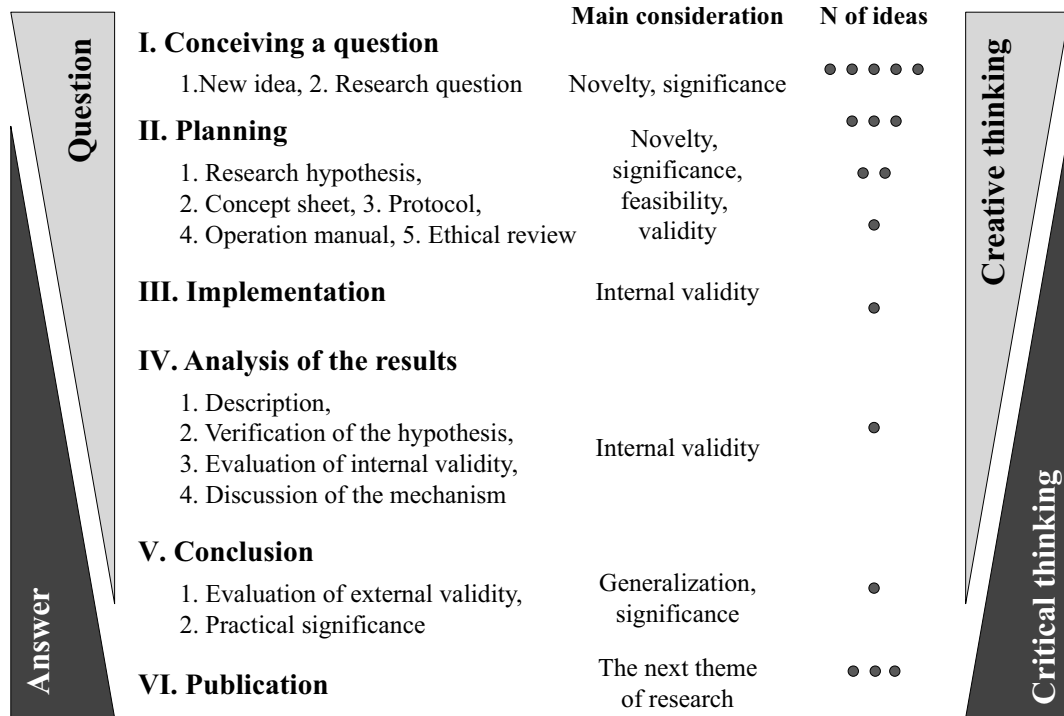 Main consideration
N of ideas
Question
Creative thinking
I. Conceiving a question
1.New idea, 2. Research question
Novelty, significance
II. Planning
1. Research hypothesis,
2. Concept sheet, 3. Protocol,
4. Operation manual, 5. Ethical review
Novelty,
significance,
feasibility,
validity
III. Implementation
Internal validity
IV. Analysis of the results
1. Description,
2. Verification of the hypothesis,
3. Evaluation of internal validity,
4. Discussion of the mechanism
Internal validity
V. Conclusion
1. Evaluation of external validity,
2. Practical significance
Generalization,
significance
VI. Publication
The next theme
of research
Answer
Critical thinking